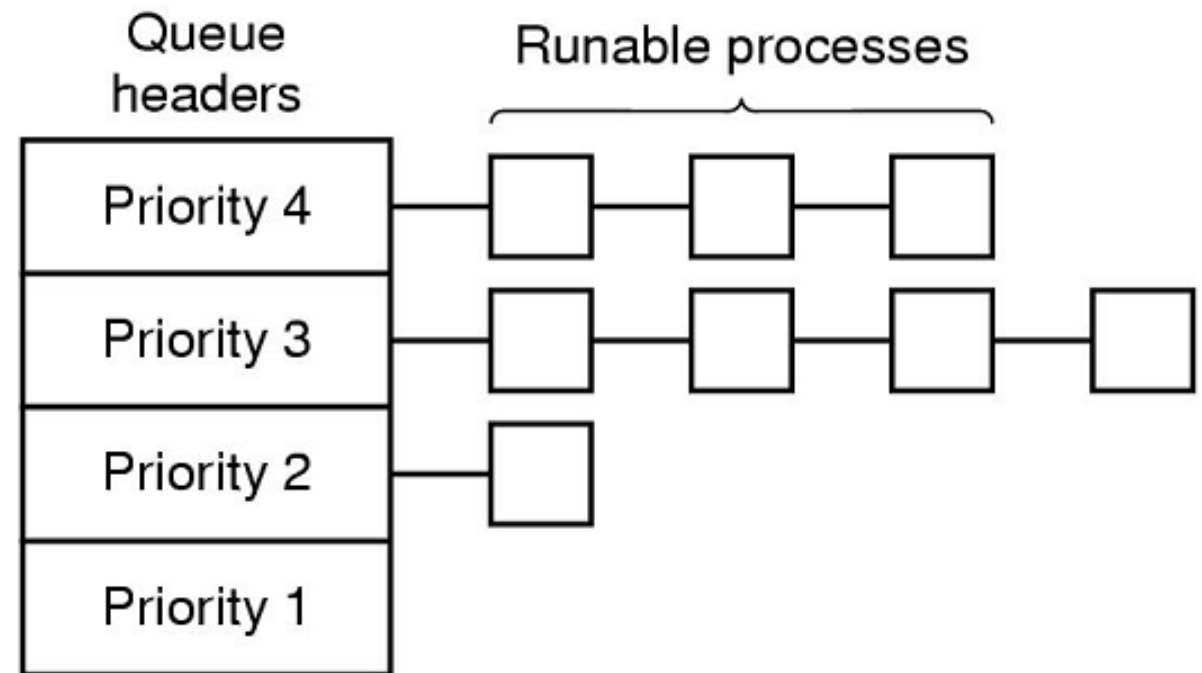 Queue
headers
Runable processes
Priority 4
Priority 3
Priority 2
Priority 1